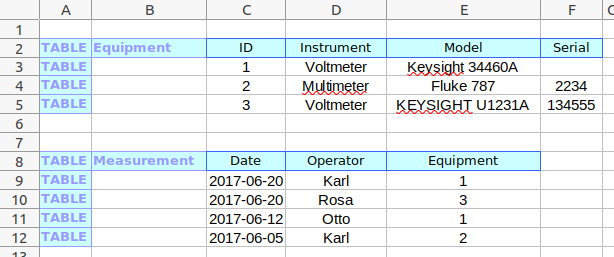 A B C D E F
1
2 TABLE Equipment ID Instrument Model Serial
3 TABLE 1 Voltmeter Keysight 34460A
4 TABLE 2 Multimeter Fluke 787 2234
5 TABLE 3 Voltmeter KEYSIGHT U1231A 134555
6
7
8 TABLE Measurement Date Operator Equipment
9 TABLE 2017-06-20 Karl 1
10 TABLE 2017-06-20 Rosa 3
11 TABLE 2017-06-12 Otto 1
12 TABLE 2017-06-05 Karl 2